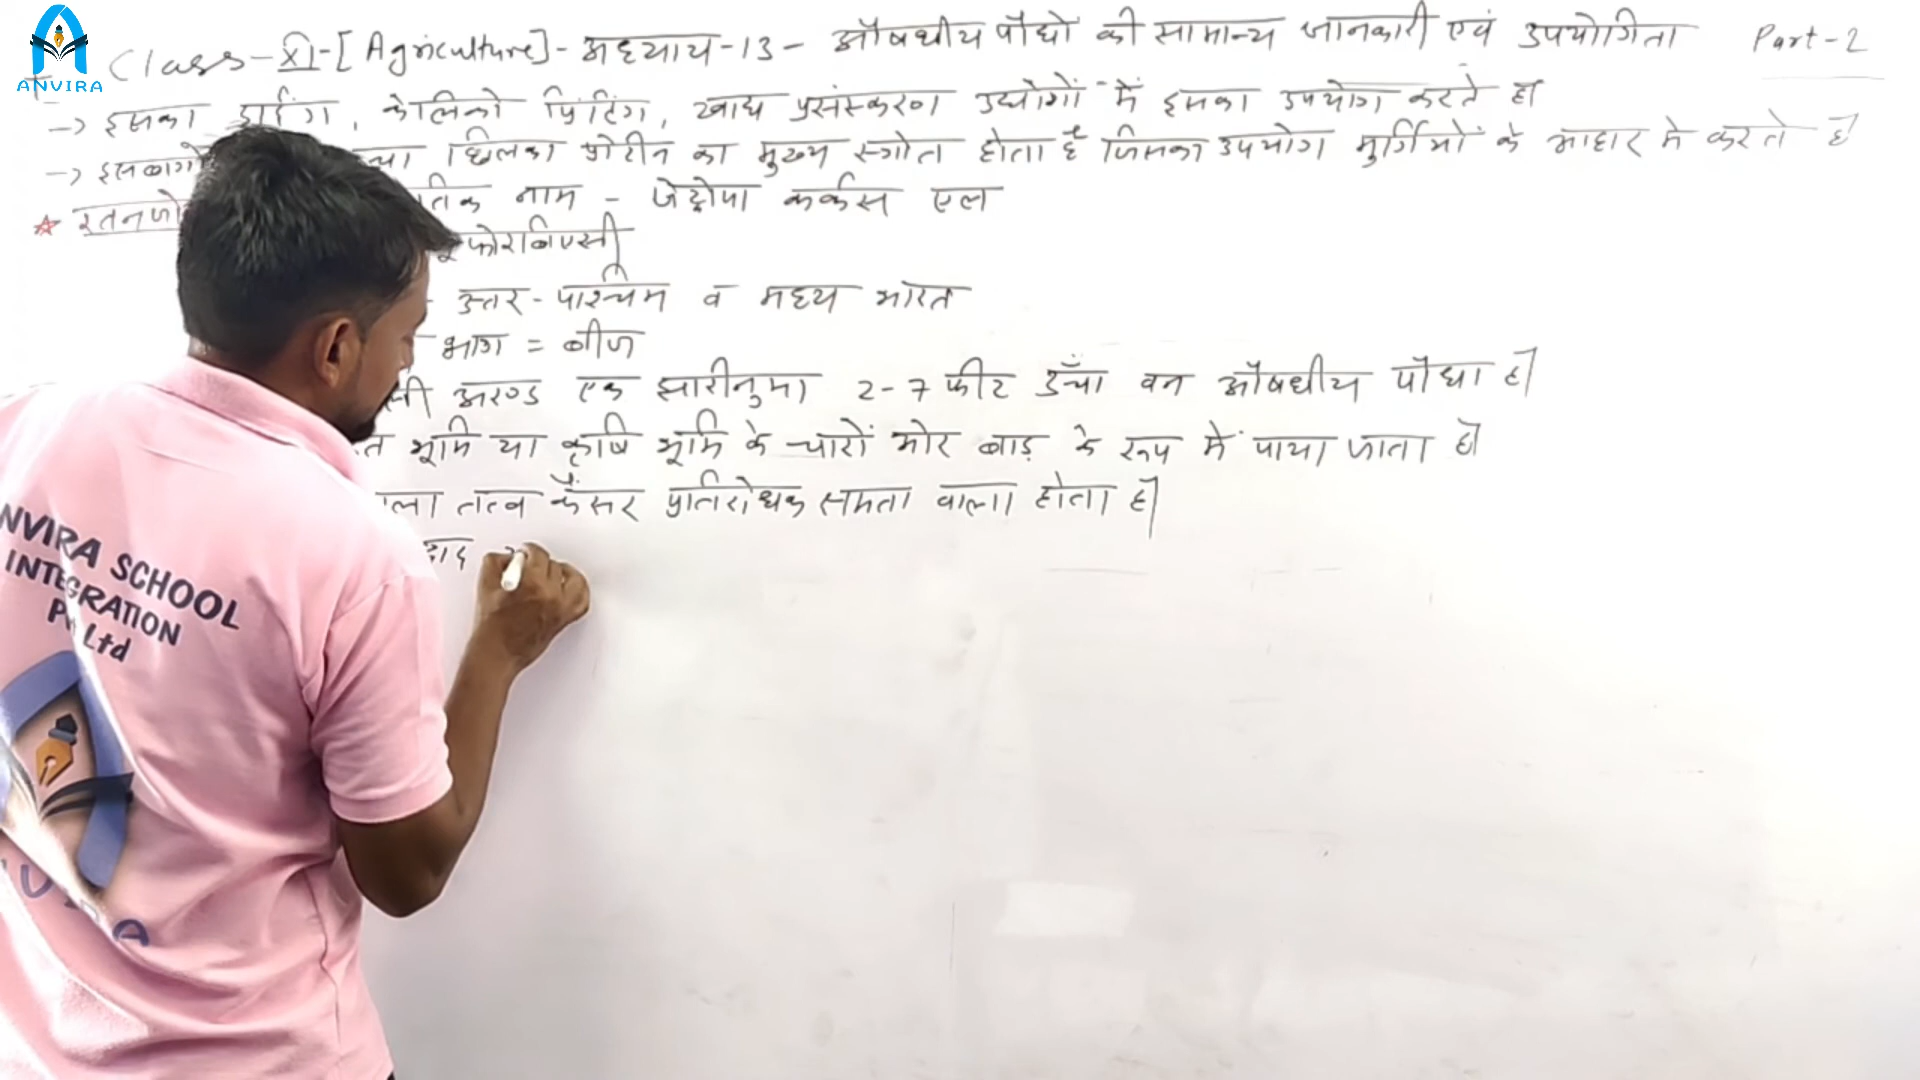 ANVIRA
Class-XI-[Agriculture]-अध्याय-13- औषधीय पौधों की सामान्य जानकारी एवं उपयोगिता Part-2
-> इसका डाईंग, केलिको प्रिंटिंग, खाद्य प्रसंस्करण उद्योगों में इसका उपयोग करते है।
-> इसबगो छिलका प्रोटीन का मुख्य स्त्रोत होता है जिसका उपयोग मुर्गियों के आहार मे करते है
* रतनजो तिक नाम - जेट्रोपा कर्कस एल
फोरबिएसी
- उत्तर-पश्चिम व मध्य भारत
भाग = बीज
अरण्ड एक झारीनुमा 2-7 फीट ऊँचा वन औषधीय पौधा है।
भूमि या कृषि भूमि के चारों ओर बाड़ के रूप में पाया जाता है।
तत्व कैंसर प्रतिरोधक क्षमता वाला होता है।
दाद
NVIRA SCHOOL
INTEGRATION
Pvt Ltd